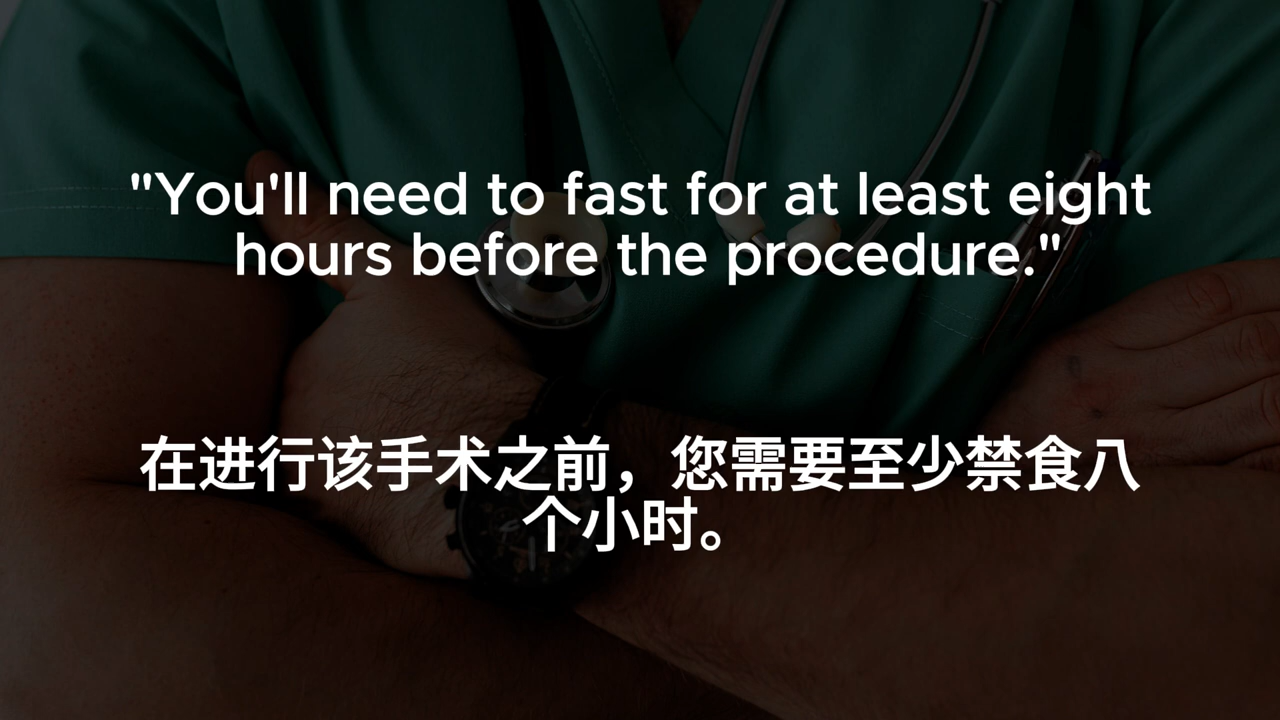 "You'll need to fast for at least eight
hours before the procedure."
在进行该手术之前，您需要至少禁食八
个小时。